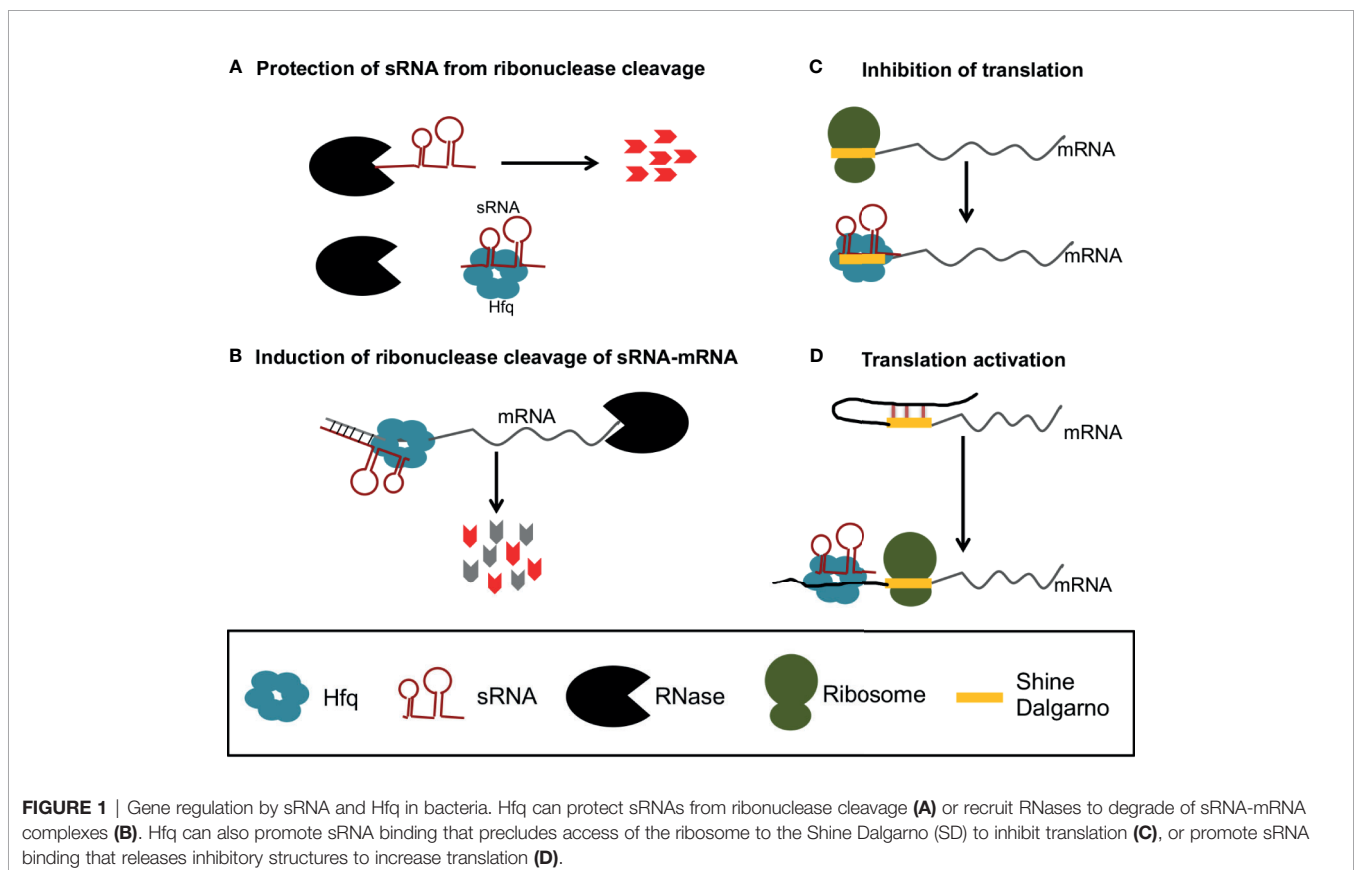 A Protection of sRNA from ribonuclease cleavage
sRNA
Hfq
B Induction of ribonuclease cleavage of sRNA-mRNA
mRNA
C Inhibition of translation
mRNA
mRNA
D Translation activation
mRNA
mRNA
Hfq
sRNA
RNase
Ribosome
Shine
Dalgarno
FIGURE 1 | Gene regulation by sRNA and Hfq in bacteria. Hfq can protect sRNAs from ribonuclease cleavage (A) or recruit RNases to degrade of sRNA-mRNA
complexes (B). Hfq can also promote sRNA binding that precludes access of the ribosome to the Shine Dalgarno (SD) to inhibit translation (C), or promote sRNA
binding that releases inhibitory structures to increase translation (D).